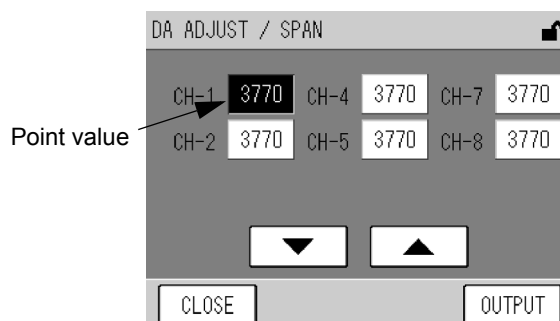 DA ADJUST / SPAN
CH-1 3770 CH-4 3770 CH-7 3770
Point value
CH-2 3770 CH-5 3770 CH-8 3770
CLOSE OUTPUT